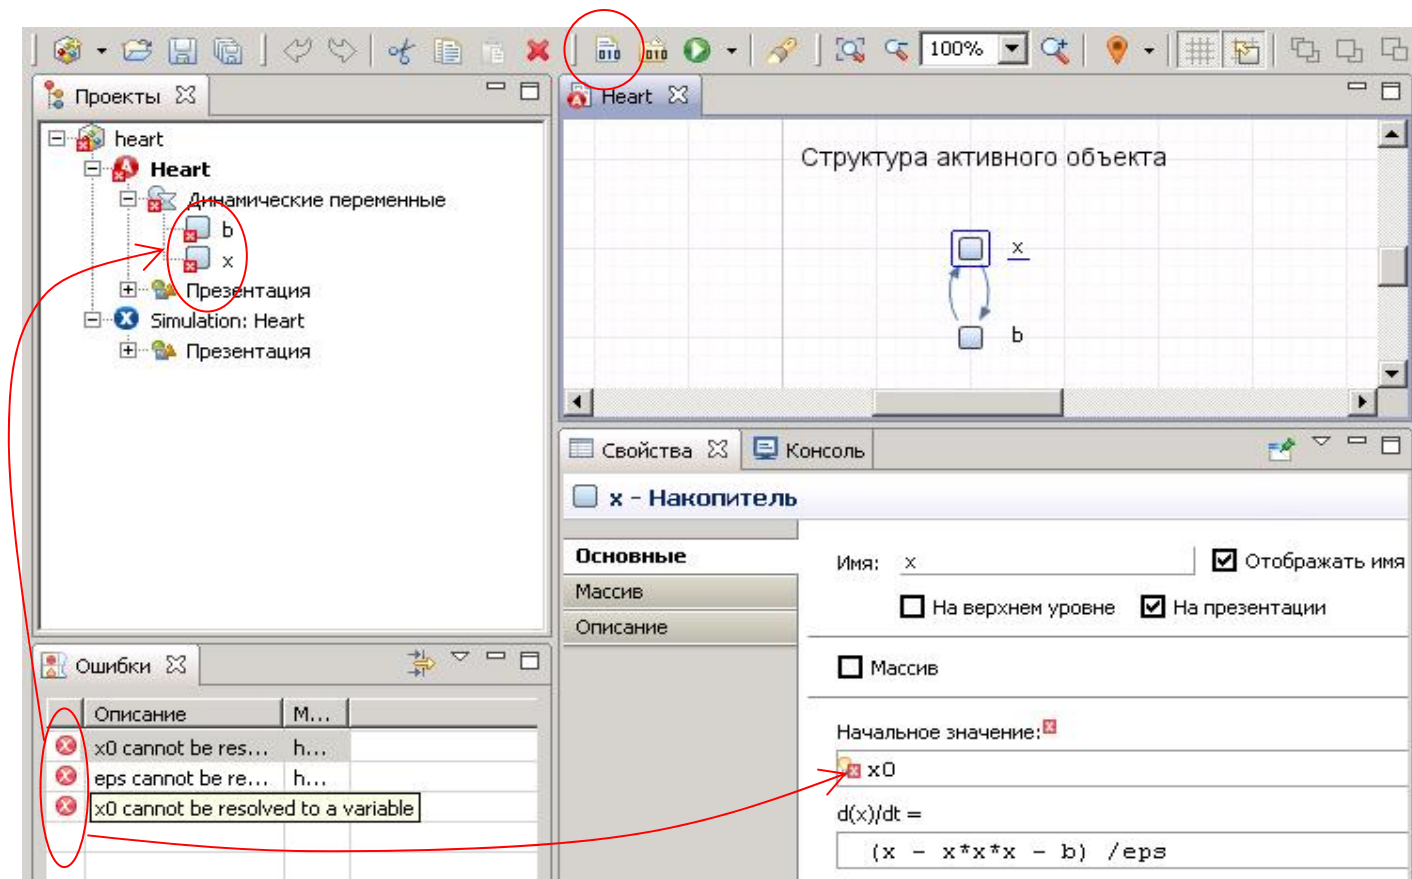 010
010
100%
Проекты
heart
Heart
Динамические переменные
b
x
Презентация
Simulation: Heart
Презентация
Heart
Структура активного объекта
x
b
Ошибки
Описание М...
x0 cannot be res... h...
eps cannot be re... h...
x0 cannot be resolved to a variable
Свойства Консоль
x - Накопитель
Основные
Массив
Описание
Имя: x Отображать имя
На верхнем уровне На презентации
Массив
Начальное значение:
x0
d(x)/dt =
(x - x*x*x - b) /eps